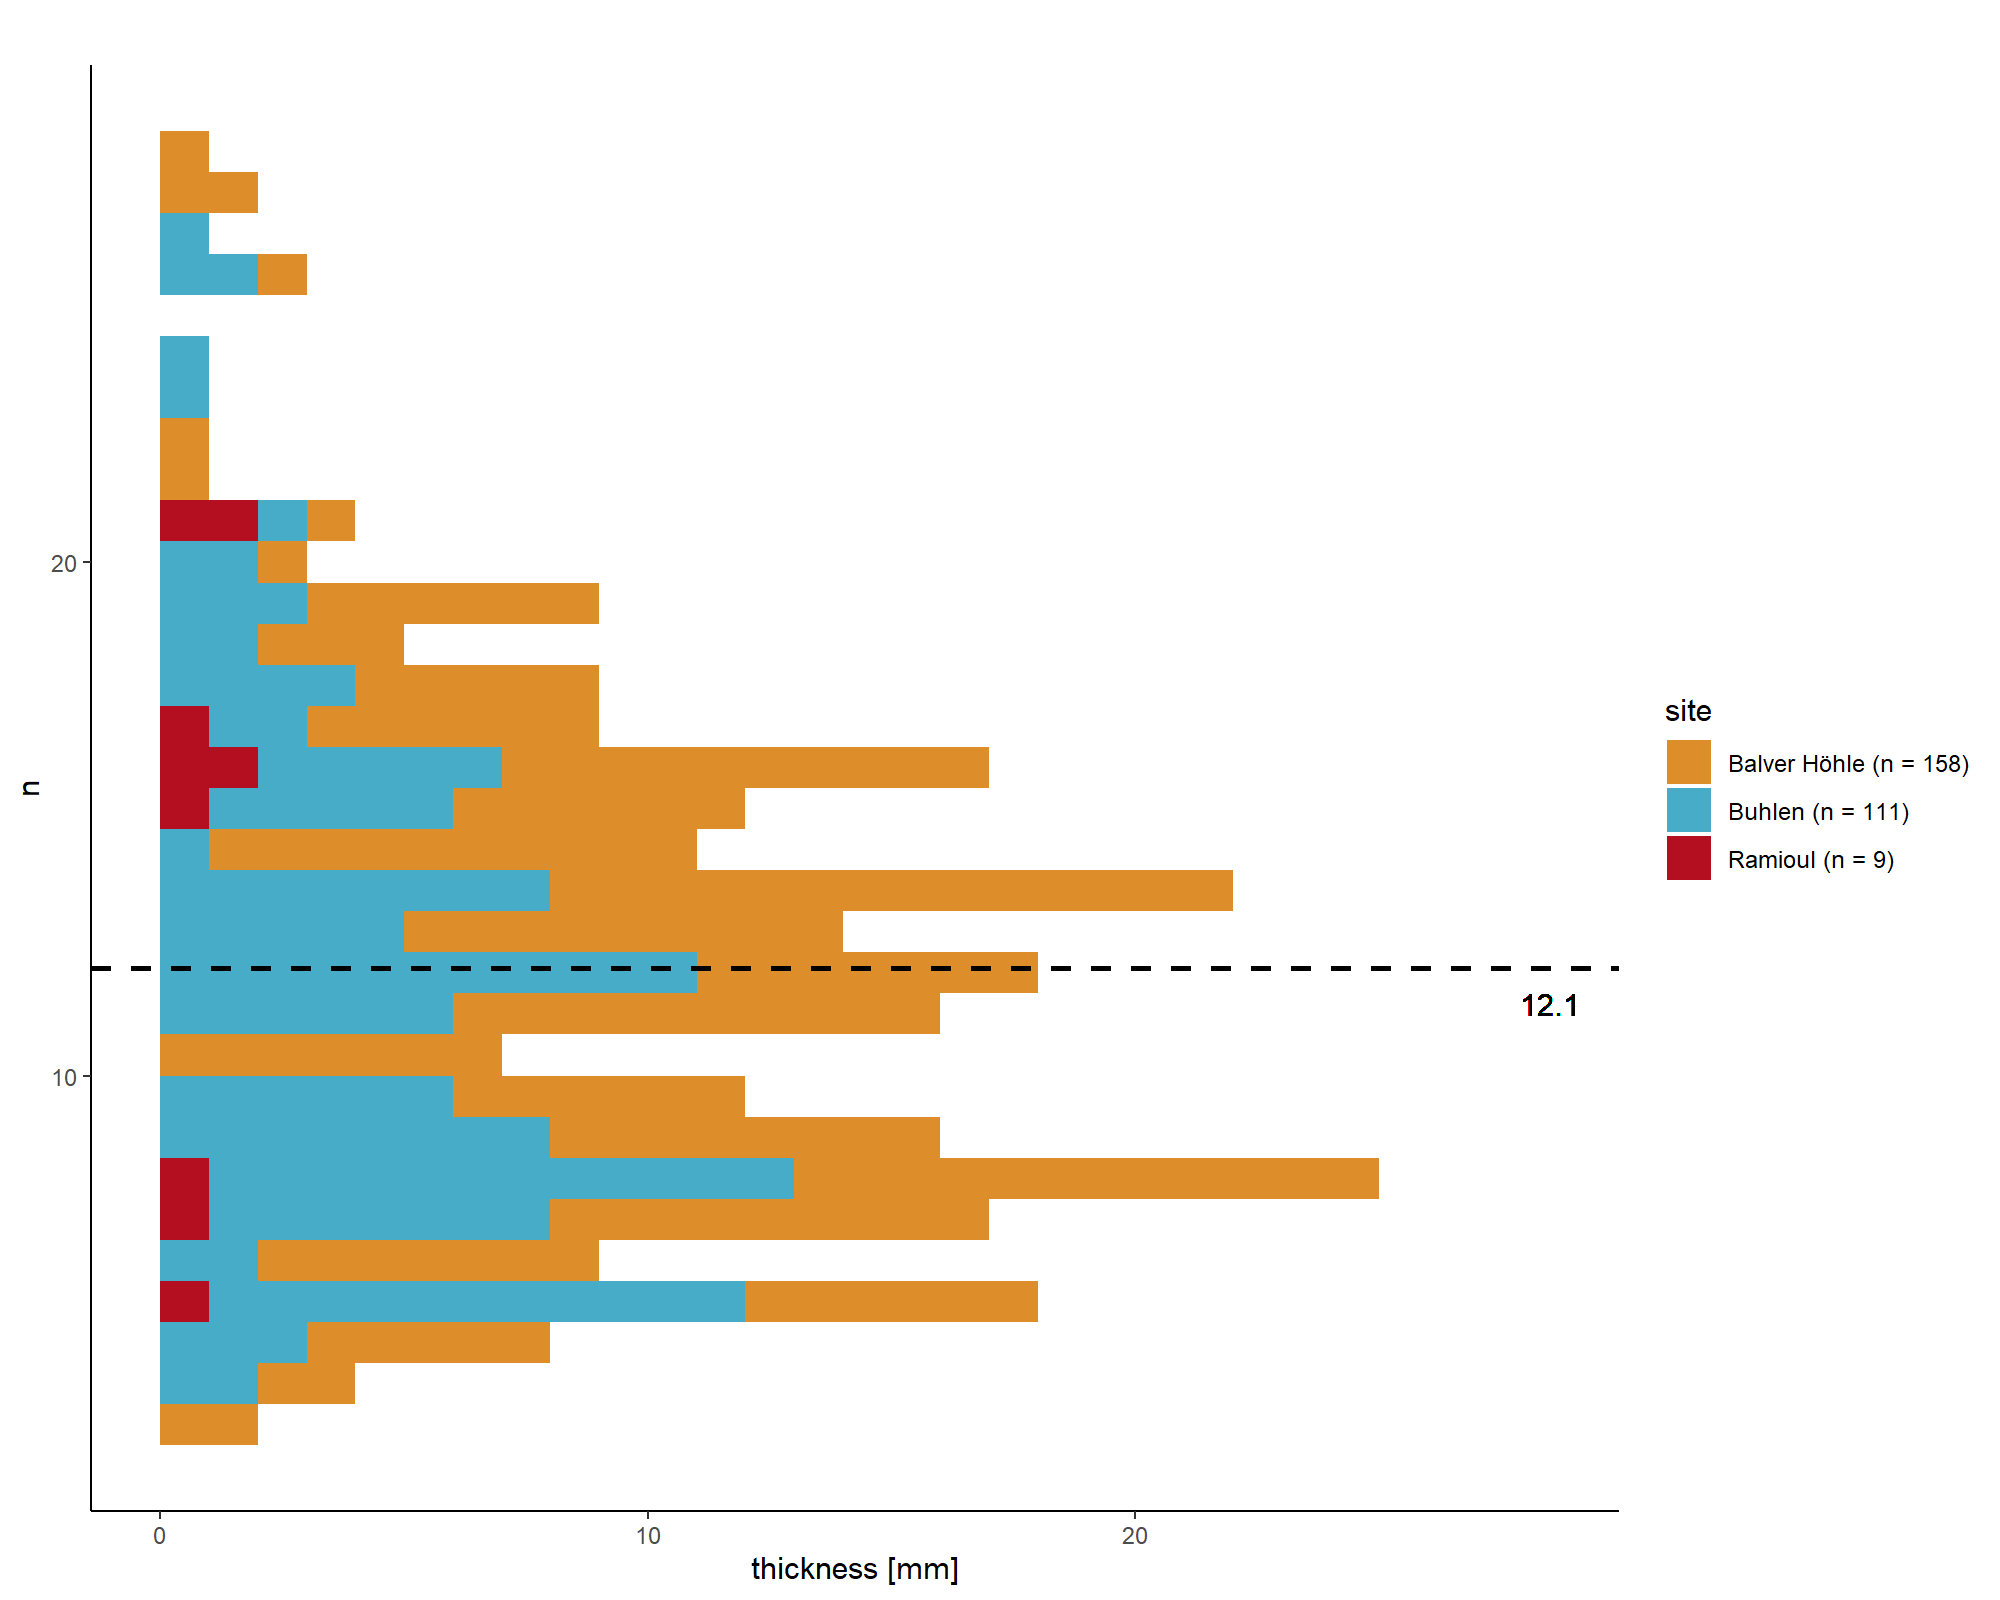 20
10
n
12.1
0
10
20
thickness [mm]
site
Balver Höhle (n = 158)
Buhlen (n = 111)
Ramioul (n = 9)